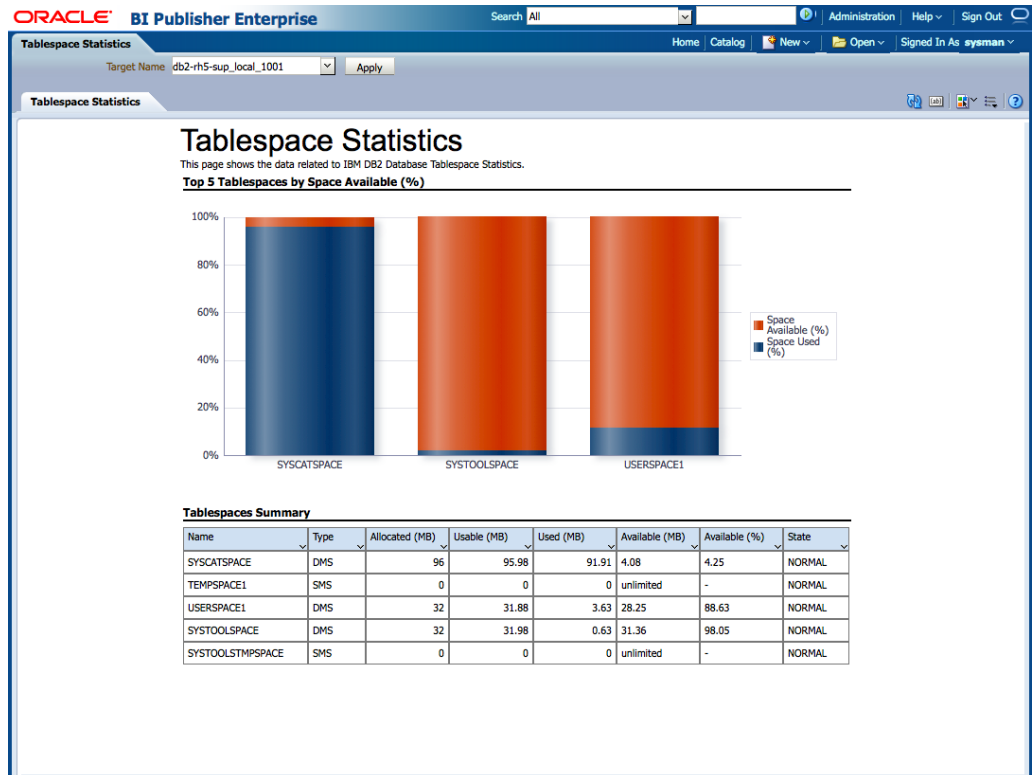 ORACLE BI Publisher Enterprise Search All Administration Help Sign Out
Tablespace Statistics Home Catalog New Open Signed In As sysman
Target Name db2-rh5-sup_local_1001 Apply
Tablespace Statistics
Tablespace Statistics
This page shows the data related to IBM DB2 Database Tablespace Statistics.
Top 5 Tablespaces by Space Available (%)
100%
80%
60%
40%
20%
0%
SYSCATSPACE SYSTOOLSPACE USERSPACE1
Space
Available (%)
Space Used
(%)
Tablespaces Summary
Name Type Allocated (MB) Usable (MB) Used (MB) Available (MB) Available (%) State
SYSCATSPACE DMS 96 95.98 91.91 4.08 4.25 NORMAL
TEMPSPACE1 SMS 0 0 0 unlimited - NORMAL
USERSPACE1 DMS 32 31.88 3.63 28.25 88.63 NORMAL
SYSTOOLSPACE DMS 32 31.98 0.63 31.36 98.05 NORMAL
SYSTOOLSTMPSPACE SMS 0 0 0 unlimited - NORMAL